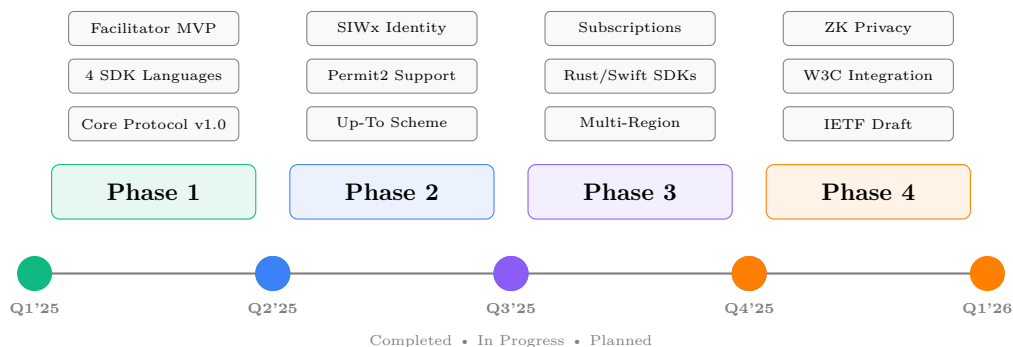 Facilitator MVP
SIWx Identity
Subscriptions
ZK Privacy
4 SDK Languages
Permit2 Support
Rust/Swift SDKs
W3C Integration
Core Protocol v1.0
Up-To Scheme
Multi-Region
IETF Draft
Phase 1
Phase 2
Phase 3
Phase 4
Q1’25
Q2’25
Q3’25
Q4’25
Q1’26
Completed • In Progress • Planned